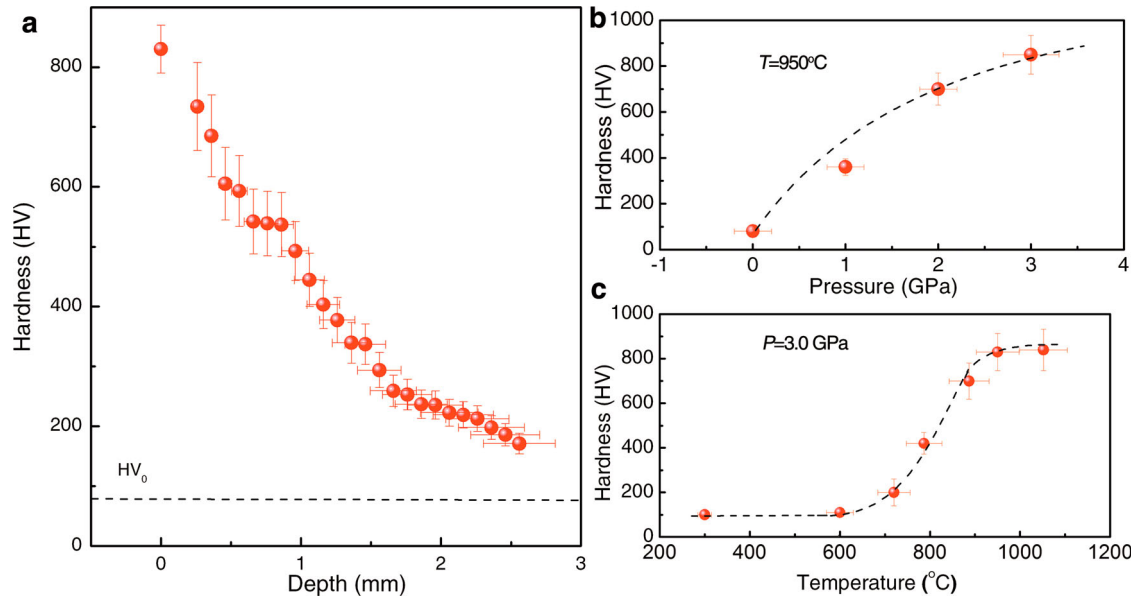 a
Hardness (HV)
800
600
400
200
0
HV₀
0 1 2 3
Depth (mm)
b
Hardness (HV)
1000
800
600
400
200
0
T=950°C
-1 0 1 2 3 4
Pressure (GPa)
c
Hardness (HV)
1000
800
600
400
200
0
P=3.0 GPa
200 400 600 800 1000 1200
Temperature (°C)